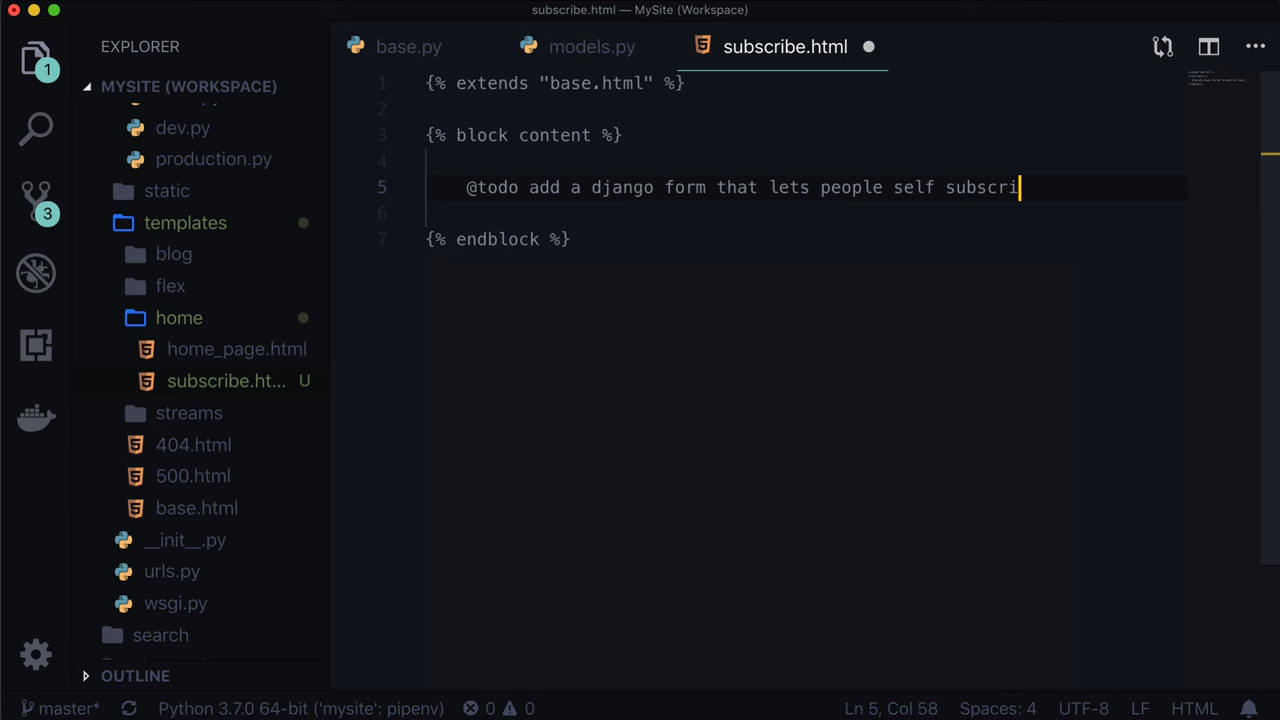 subscribe.html — MySite (Workspace)
EXPLORER
base.py
models.py
subscribe.html
1
MYSITE (WORKSPACE)
dev.py
production.py
static
templates
blog
flex
home
home_page.html
subscribe.ht... U
streams
404.html
500.html
base.html
__init__.py
urls.py
wsgi.py
search
OUTLINE
3
1 {% extends "base.html" %}
2
3 {% block content %}
4
5 @todo add a django form that lets people self subscri
6
7 {% endblock %}
master* Python 3.7.0 64-bit ('mysite': pipenv) 0 0 Ln 5, Col 58 Spaces: 4 UTF-8 LF HTML